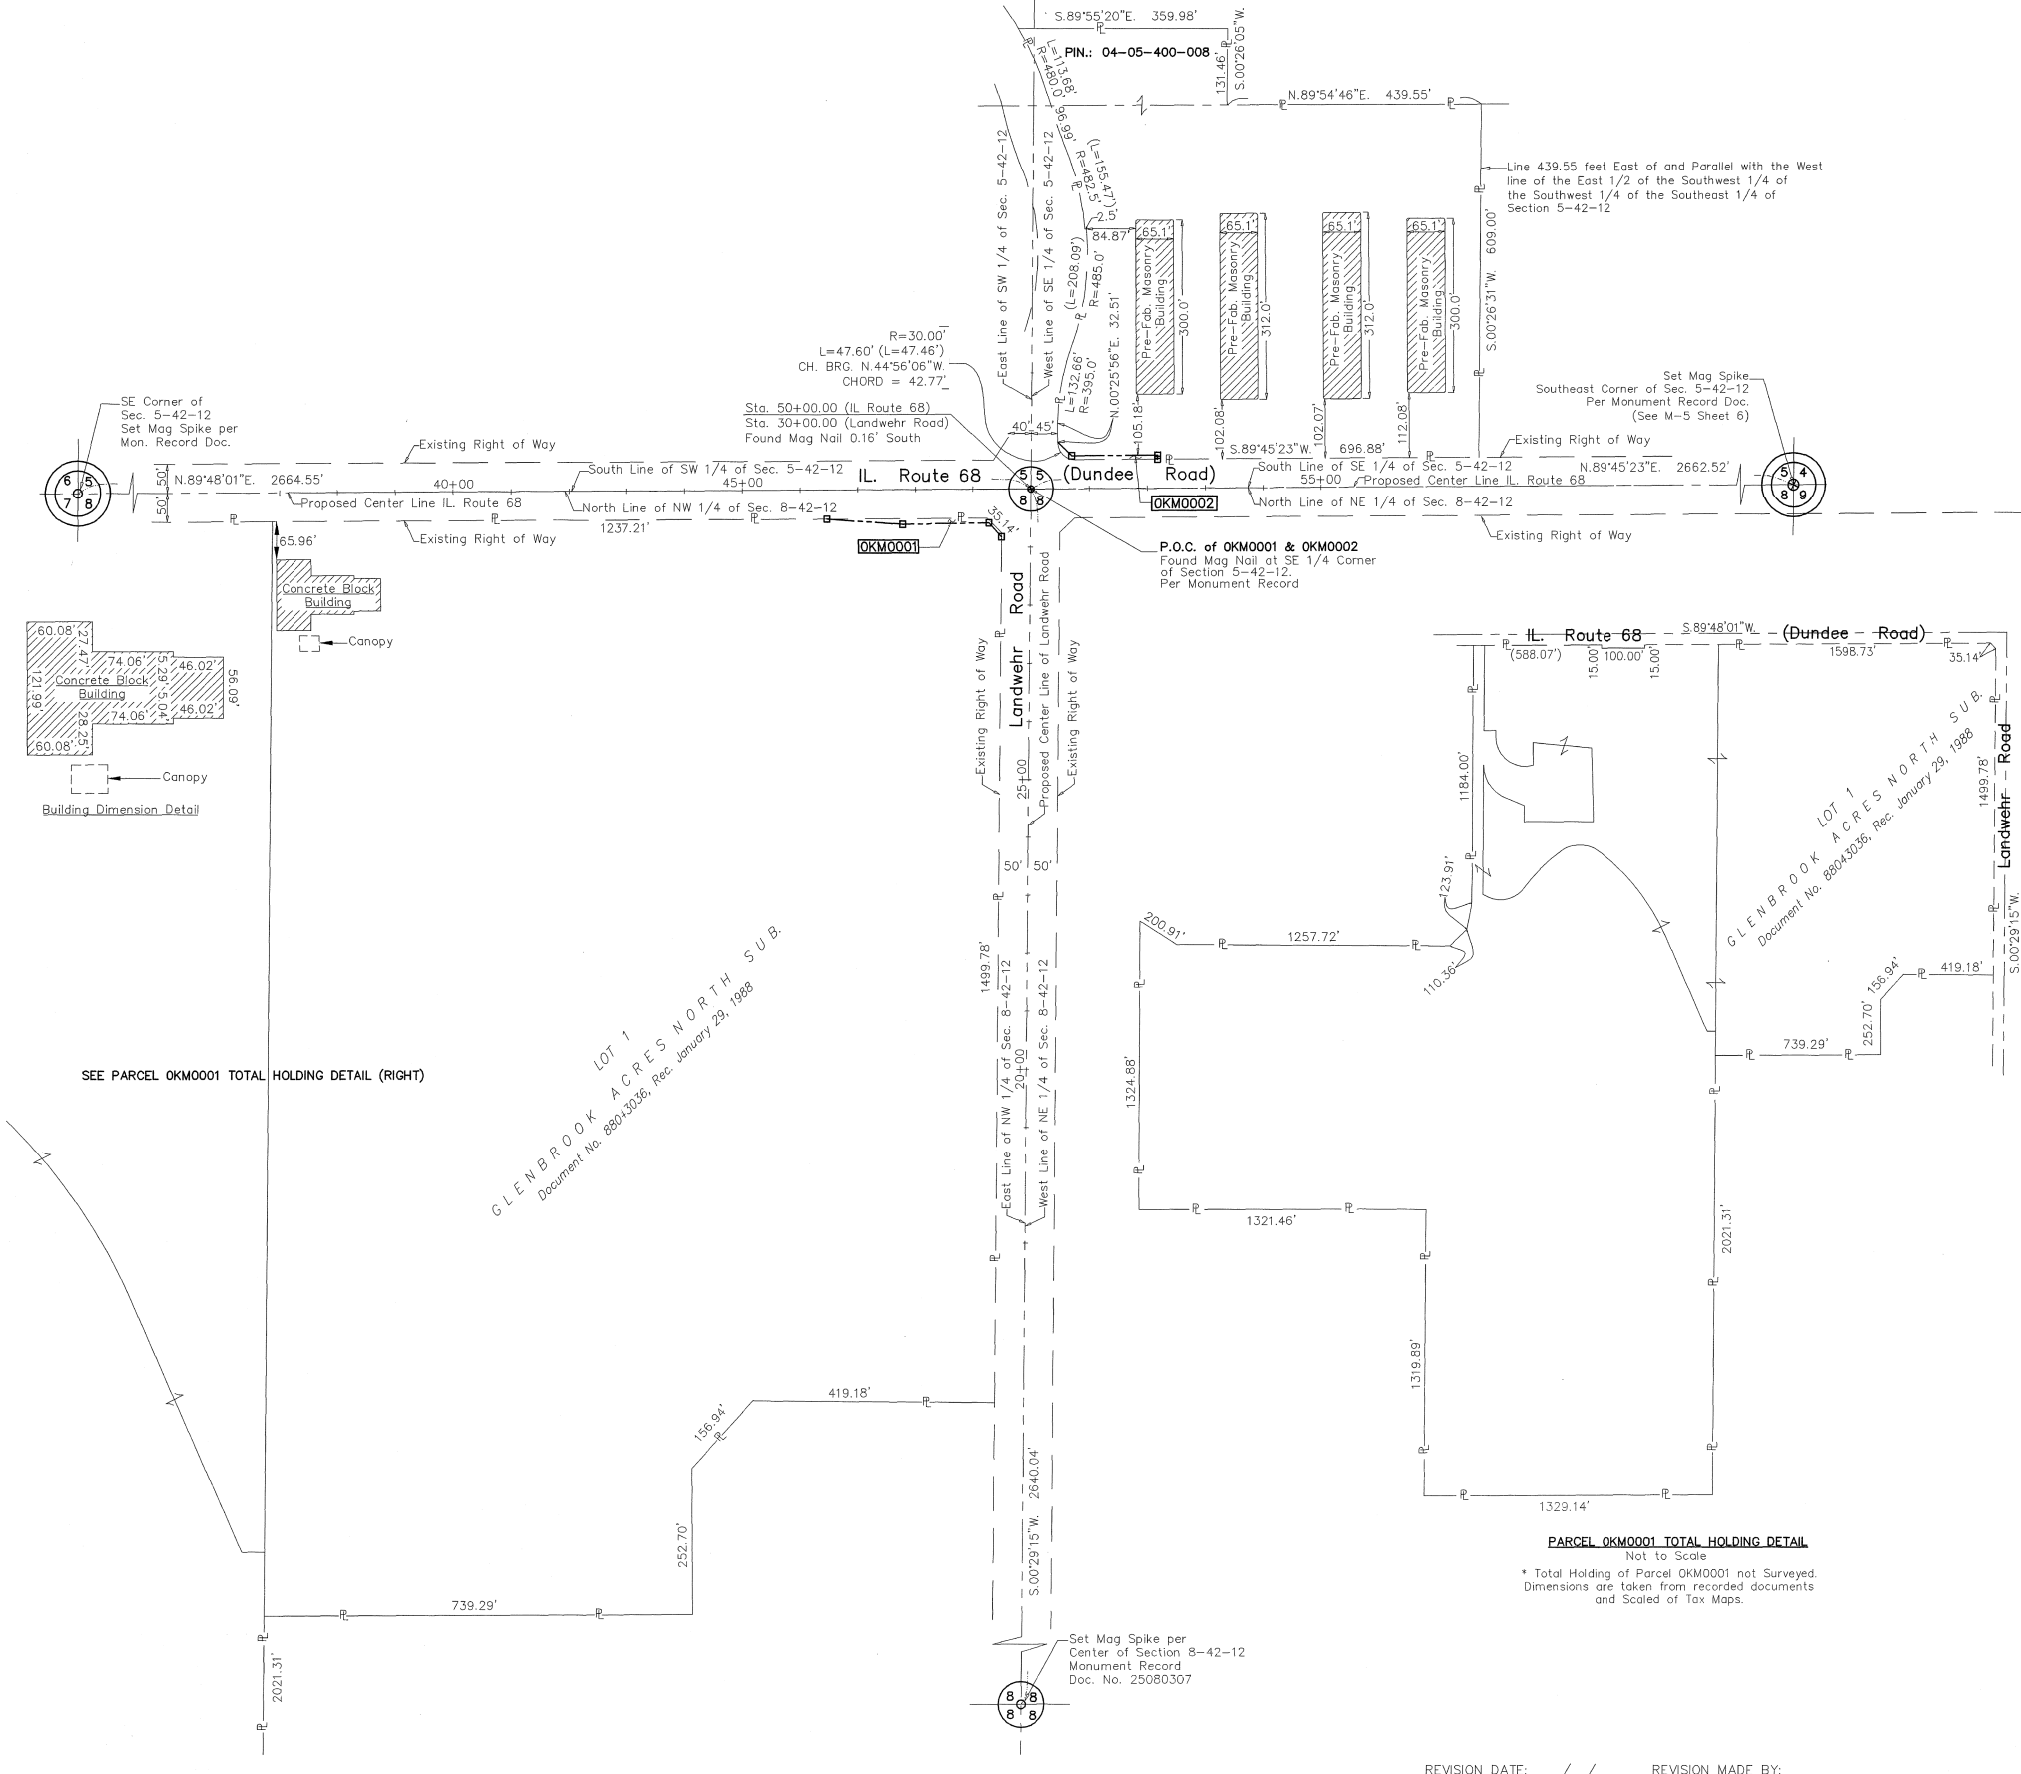 S.89°55'20"E. 359.98'
PIN.: 04-05-400-008
131.46'
S.00°26'05"W.
L=113.68'
R=480.0'
96.99'
R=482.5'
(L=155.47')
N.89°54'46"E. 439.55'
Line 439.55 feet East of and Parallel with the West
line of the East 1/2 of the Southwest 1/4 of
the Southwest 1/4 of the Southeast 1/4 of
Section 5-42-12
S.00°26'31"W. 609.00'
East Line of SW 1/4 of Sec. 5-42-12
West Line of SE 1/4 of Sec. 5-42-12
2.5'
84.87'
(L=208.09')
R=485.0'
N.00°25'56"E. 32.51'
L=132.66'
R=395.0'
65.1'
Pre-Fab. Masonry
Building
300.0'
65.1'
Pre-Fab. Masonry
Building
312.0'
65.1'
Pre-Fab. Masonry
Building
312.0'
65.1'
Pre-Fab. Masonry
Building
300.0'
105.18'
102.08'
102.07'
112.08'
R=30.00'
L=47.60' (L=47.46')
CH. BRG. N.44°56'06"W.
CHORD = 42.77'
Sta. 50+00.00 (IL Route 68)
Sta. 30+00.00 (Landwehr Road)
Found Mag Nail 0.16' South
40' 45'
Set Mag Spike
Southeast Corner of Sec. 5-42-12
Per Monument Record Doc.
(See M-5 Sheet 6)
SE Corner of
Sec. 5-42-12
Set Mag Spike per
Mon. Record Doc.
Existing Right of Way
S.89°45'23"W. 696.88'
Existing Right of Way
6 5
7 8
50'
50'
N.89°48'01"E. 2664.55'
40+00
South Line of SW 1/4 of Sec. 5-42-12
45+00
IL. Route 68 (Dundee Road)
5 5
8 8
South Line of SE 1/4 of Sec. 5-42-12
N.89°45'23"E. 2662.52'
55+00
Proposed Center Line IL. Route 68
5 4
8 9
Proposed Center Line IL. Route 68
North Line of NW 1/4 of Sec. 8-42-12
0KM0002
North Line of NE 1/4 of Sec. 8-42-12
1237.21'
35.14'
Existing Right of Way
0KM0001
Existing Right of Way
P.O.C. of 0KM0001 & 0KM0002
Found Mag Nail at SE 1/4 Corner
of Section 5-42-12.
Per Monument Record
65.96'
Concrete Block
Building
Canopy
60.08'
27.47'
74.06'
5.29'
46.02'
121.99'
Concrete Block
Building
56.09'
5.04'
46.02'
74.06'
28.25'
60.08'
Canopy
Building Dimension Detail
Landwehr Road
Existing Right of Way
Proposed Center Line of Landwehr Road
Existing Right of Way
25+00
50' 50'
1499.78'
East Line of NW 1/4 of Sec. 8-42-12
West Line of NE 1/4 of Sec. 8-42-12
20+00
S.00°29'15"W. 2640.04'
LOT 1
GLENBROOK ACRES NORTH SUB.
Document No. 88043036, Rec. January 29, 1988
SEE PARCEL 0KM0001 TOTAL HOLDING DETAIL (RIGHT)
419.18'
156.94'
252.70'
739.29'
2021.31'
Set Mag Spike per
Center of Section 8-42-12
Monument Record
Doc. No. 25080307
8 8
8 8
IL. Route 68
S.89°48'01"W.
(Dundee Road)
(588.07')
15.00'
100.00'
15.00'
1598.73'
35.14'
1184.00'
LOT 1
GLENBROOK ACRES NORTH SUB.
Document No. 88043036, Rec. January 29, 1988
1499.78'
Landwehr Road
S.00°29'15"W.
123.91'
200.91'
1257.72'
110.36'
419.18'
156.94'
252.70'
739.29'
1324.88'
1321.46'
2021.31'
1319.89'
1329.14'
PARCEL 0KM0001 TOTAL HOLDING DETAIL
Not to Scale
* Total Holding of Parcel 0KM0001 not Surveyed.
Dimensions are taken from recorded documents
and Scaled of Tax Maps.
REVISION DATE: / / REVISION MADE BY: